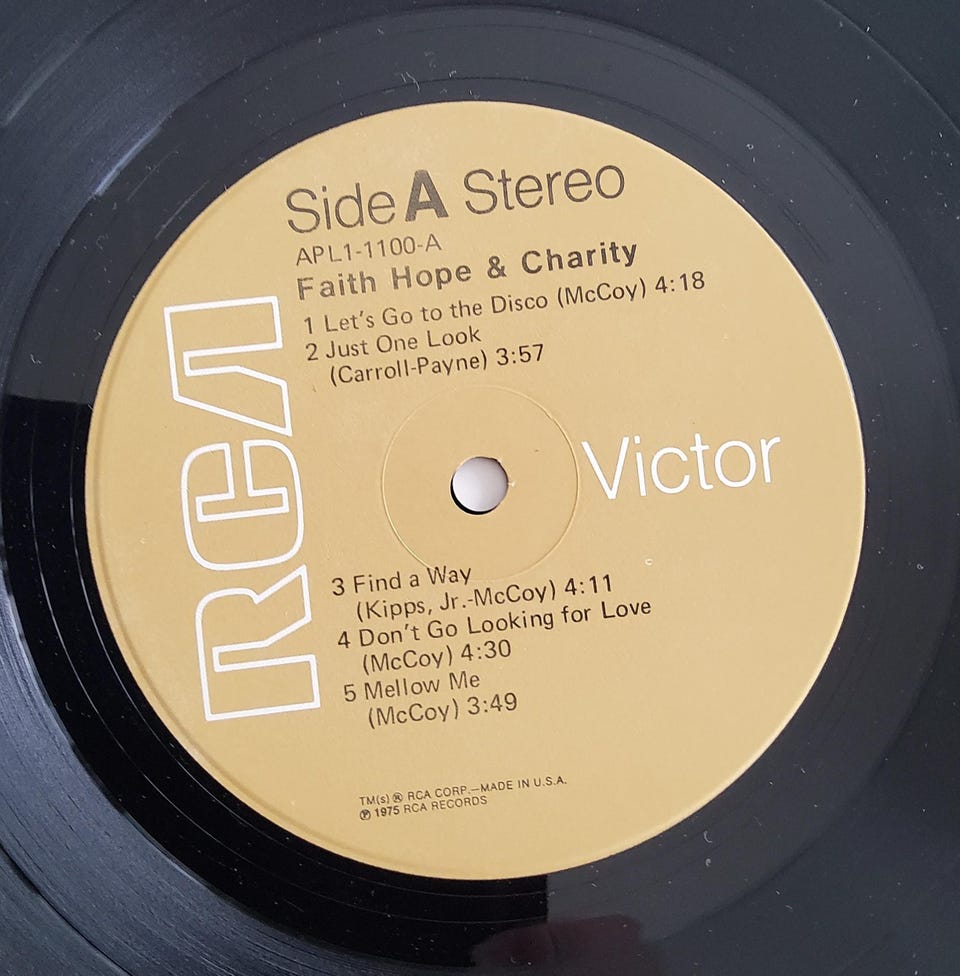 Side A Stereo
APL1-1100-A
Faith Hope & Charity
1 Let's Go to the Disco (McCoy) 4:18
2 Just One Look
(Carroll-Payne) 3:57
RCA
Victor
3 Find a Way
(Kipps, Jr.-McCoy) 4:11
4 Don't Go Looking for Love
(McCoy) 4:30
5 Mellow Me
(McCoy) 3:49
TM(s) ® RCA CORP.—MADE IN U.S.A.
℗ 1975 RCA RECORDS